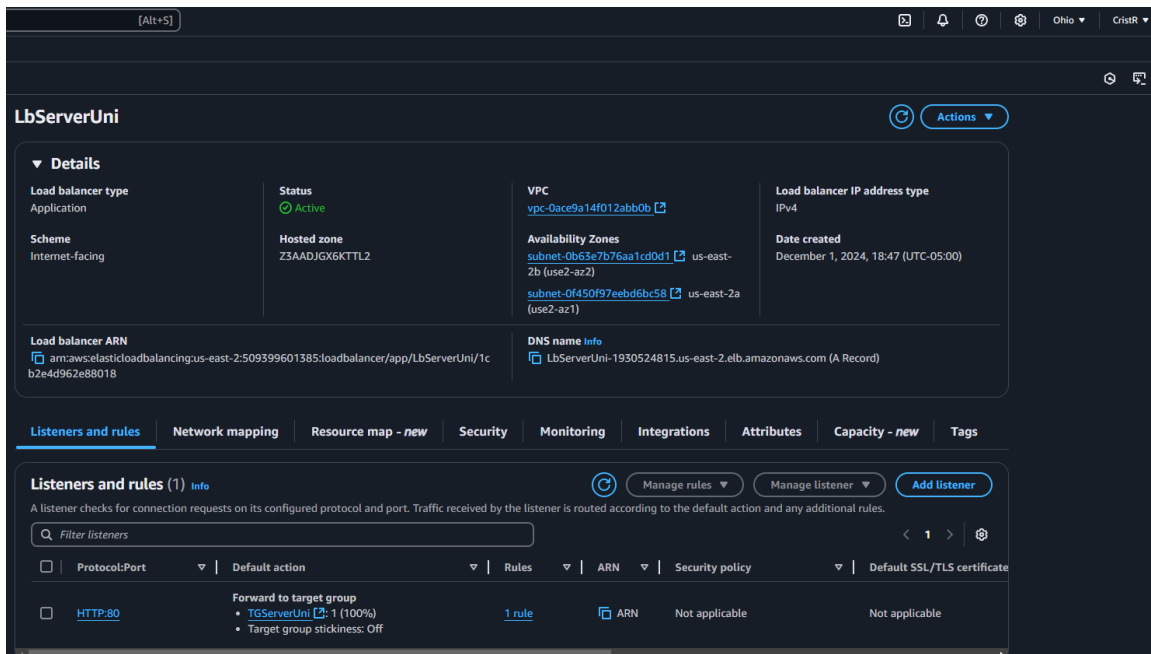 [Alt+S]
Ohio ▼
CristR ▼
LbServerUni
Actions ▼
▼ Details
Load balancer type
Application
Status
Active
VPC
vpc-0ace9a14f012abb0b
Load balancer IP address type
IPv4
Scheme
Internet-facing
Hosted zone
Z3AADJGX6KTTL2
Availability Zones
subnet-0b63e7b76aa1cd0d1 us-east-
2b (use2-az2)
subnet-0f450f97eebd6bc58 us-east-2a
(use2-az1)
Date created
December 1, 2024, 18:47 (UTC-05:00)
Load balancer ARN
arn:aws:elasticloadbalancing:us-east-2:509399601385:loadbalancer/app/LbServerUni/1c
b2e4d962e88018
DNS name Info
LbServerUni-1930524815.us-east-2.elb.amazonaws.com (A Record)
Listeners and rules
Network mapping
Resource map - new
Security
Monitoring
Integrations
Attributes
Capacity - new
Tags
Listeners and rules (1) Info
Manage rules ▼
Manage listener ▼
Add listener
A listener checks for connection requests on its configured protocol and port. Traffic received by the listener is routed according to the default action and any additional rules.
Filter listeners
< 1 >
Protocol:Port
Default action
Rules
ARN
Security policy
Default SSL/TLS certificate
HTTP:80
Forward to target group
• TGServerUni : 1 (100%)
• Target group stickiness: Off
1 rule
ARN
Not applicable
Not applicable